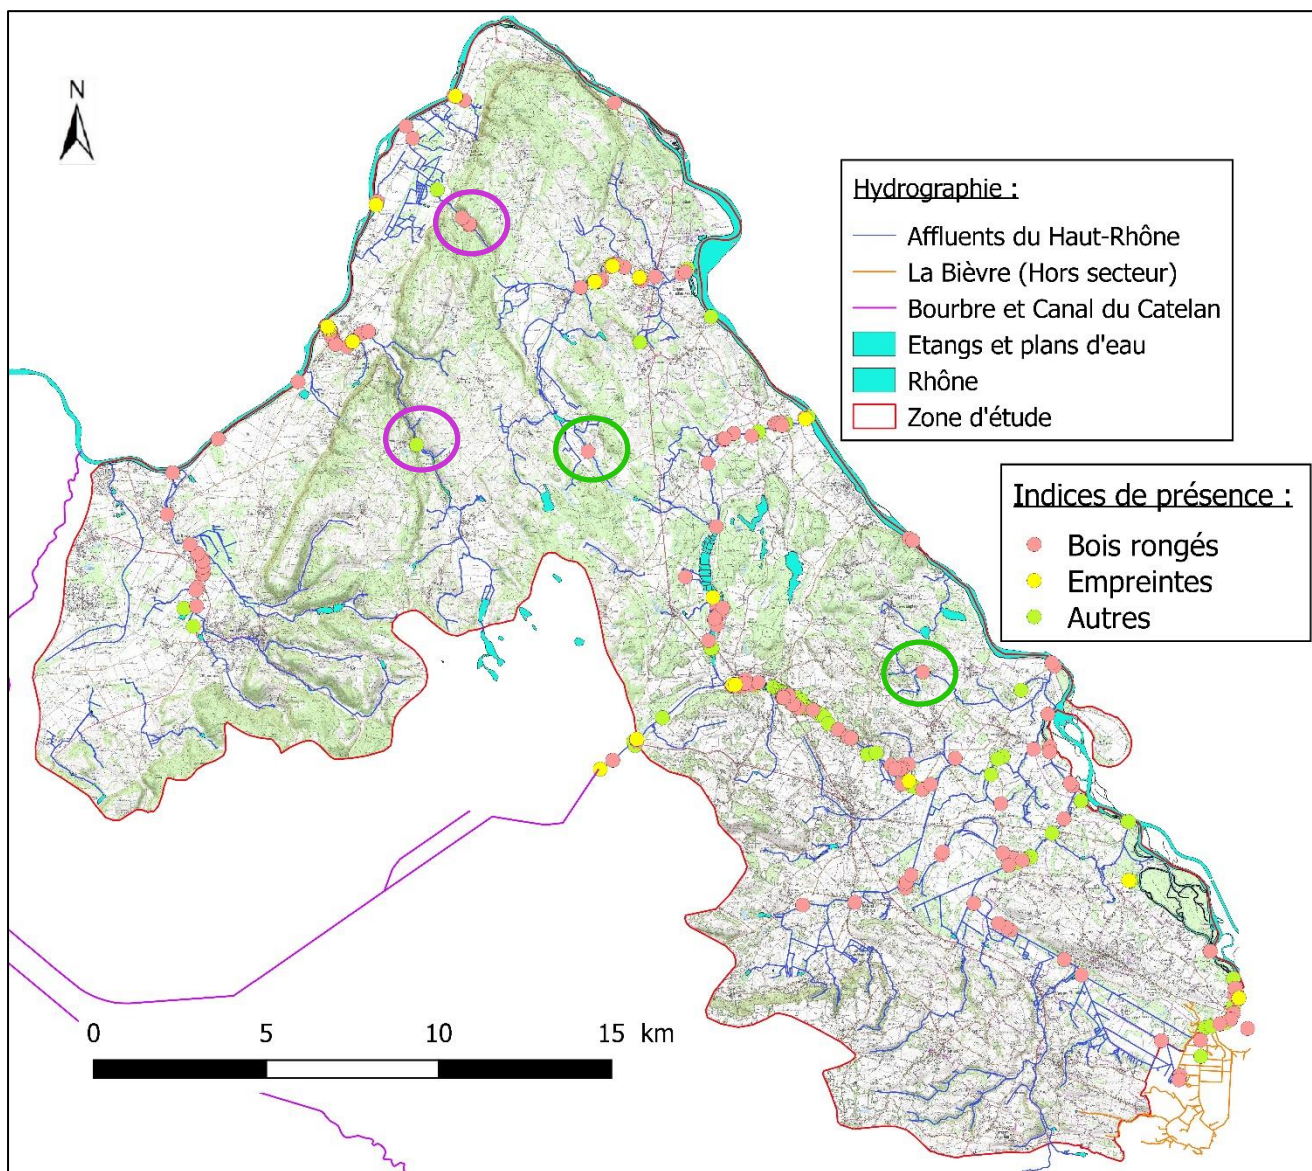 N
Hydrographie :
Affluents du Haut-Rhône
La Bièvre (Hors secteur)
Bourbre et Canal du Catelan
Etangs et plans d'eau
Rhône
Zone d'étude
Indices de présence :
Bois rongés
Empreintes
Autres
0 5 10 15 km